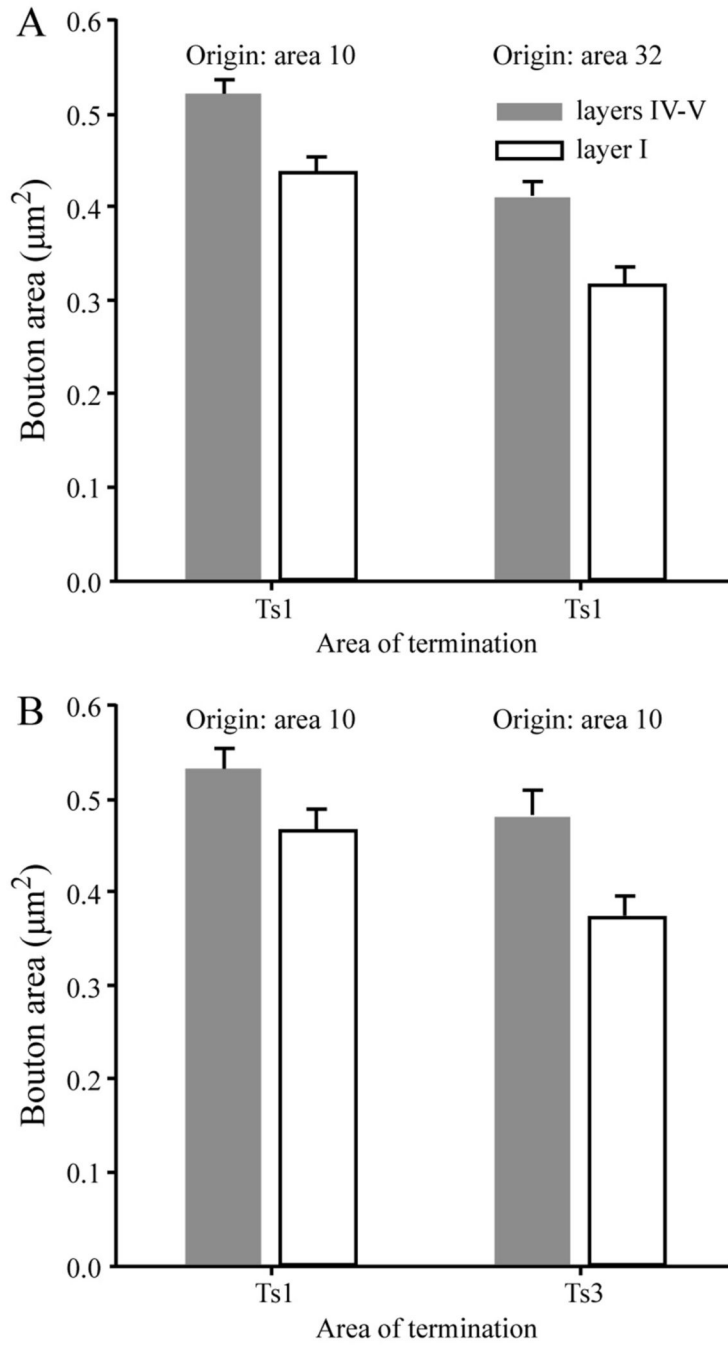 A
Origin: area 10
Origin: area 32
layers IV-V
layer I
Bouton area (μm²)
0.6
0.5
0.4
0.3
0.2
0.1
0.0
Ts1
Ts1
Area of termination
B
Origin: area 10
Origin: area 10
Bouton area (μm²)
0.6
0.5
0.4
0.3
0.2
0.1
0.0
Ts1
Ts3
Area of termination